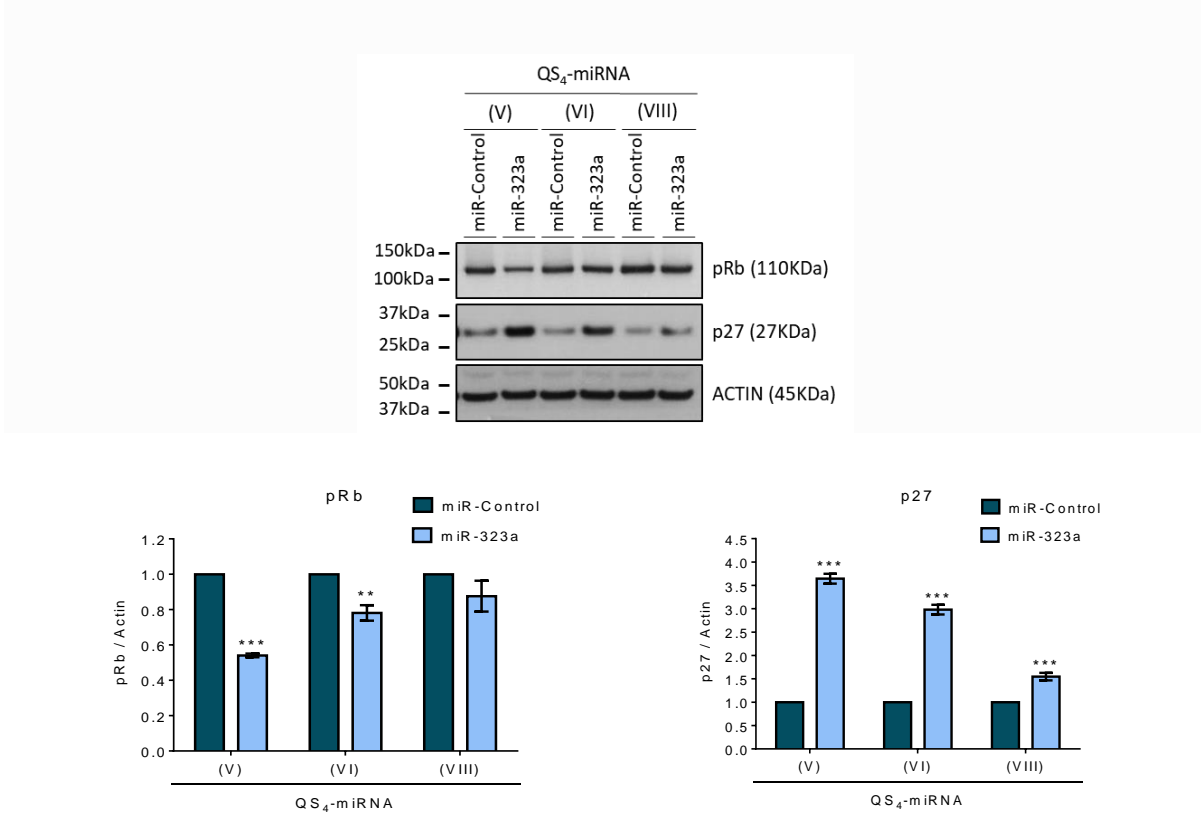 QS4-miRNA
(V) (VI) (VIII)
miR-Control miR-323a miR-Control miR-323a miR-Control miR-323a
150kDa
100kDa
pRb (110KDa)
37kDa
25kDa
p27 (27KDa)
50kDa
37kDa
ACTIN (45KDa)
pRb
miR-Control
miR-323a
pRb / Actin
1.2
1.0
0.8
0.6
0.4
0.2
0.0
***
**
(V) (VI) (VIII)
QS4-miRNA
p27
miR-Control
miR-323a
p27 / Actin
4.5
4.0
3.5
3.0
2.5
2.0
1.5
1.0
0.5
0.0
***
***
***
(V) (VI) (VIII)
QS4-miRNA